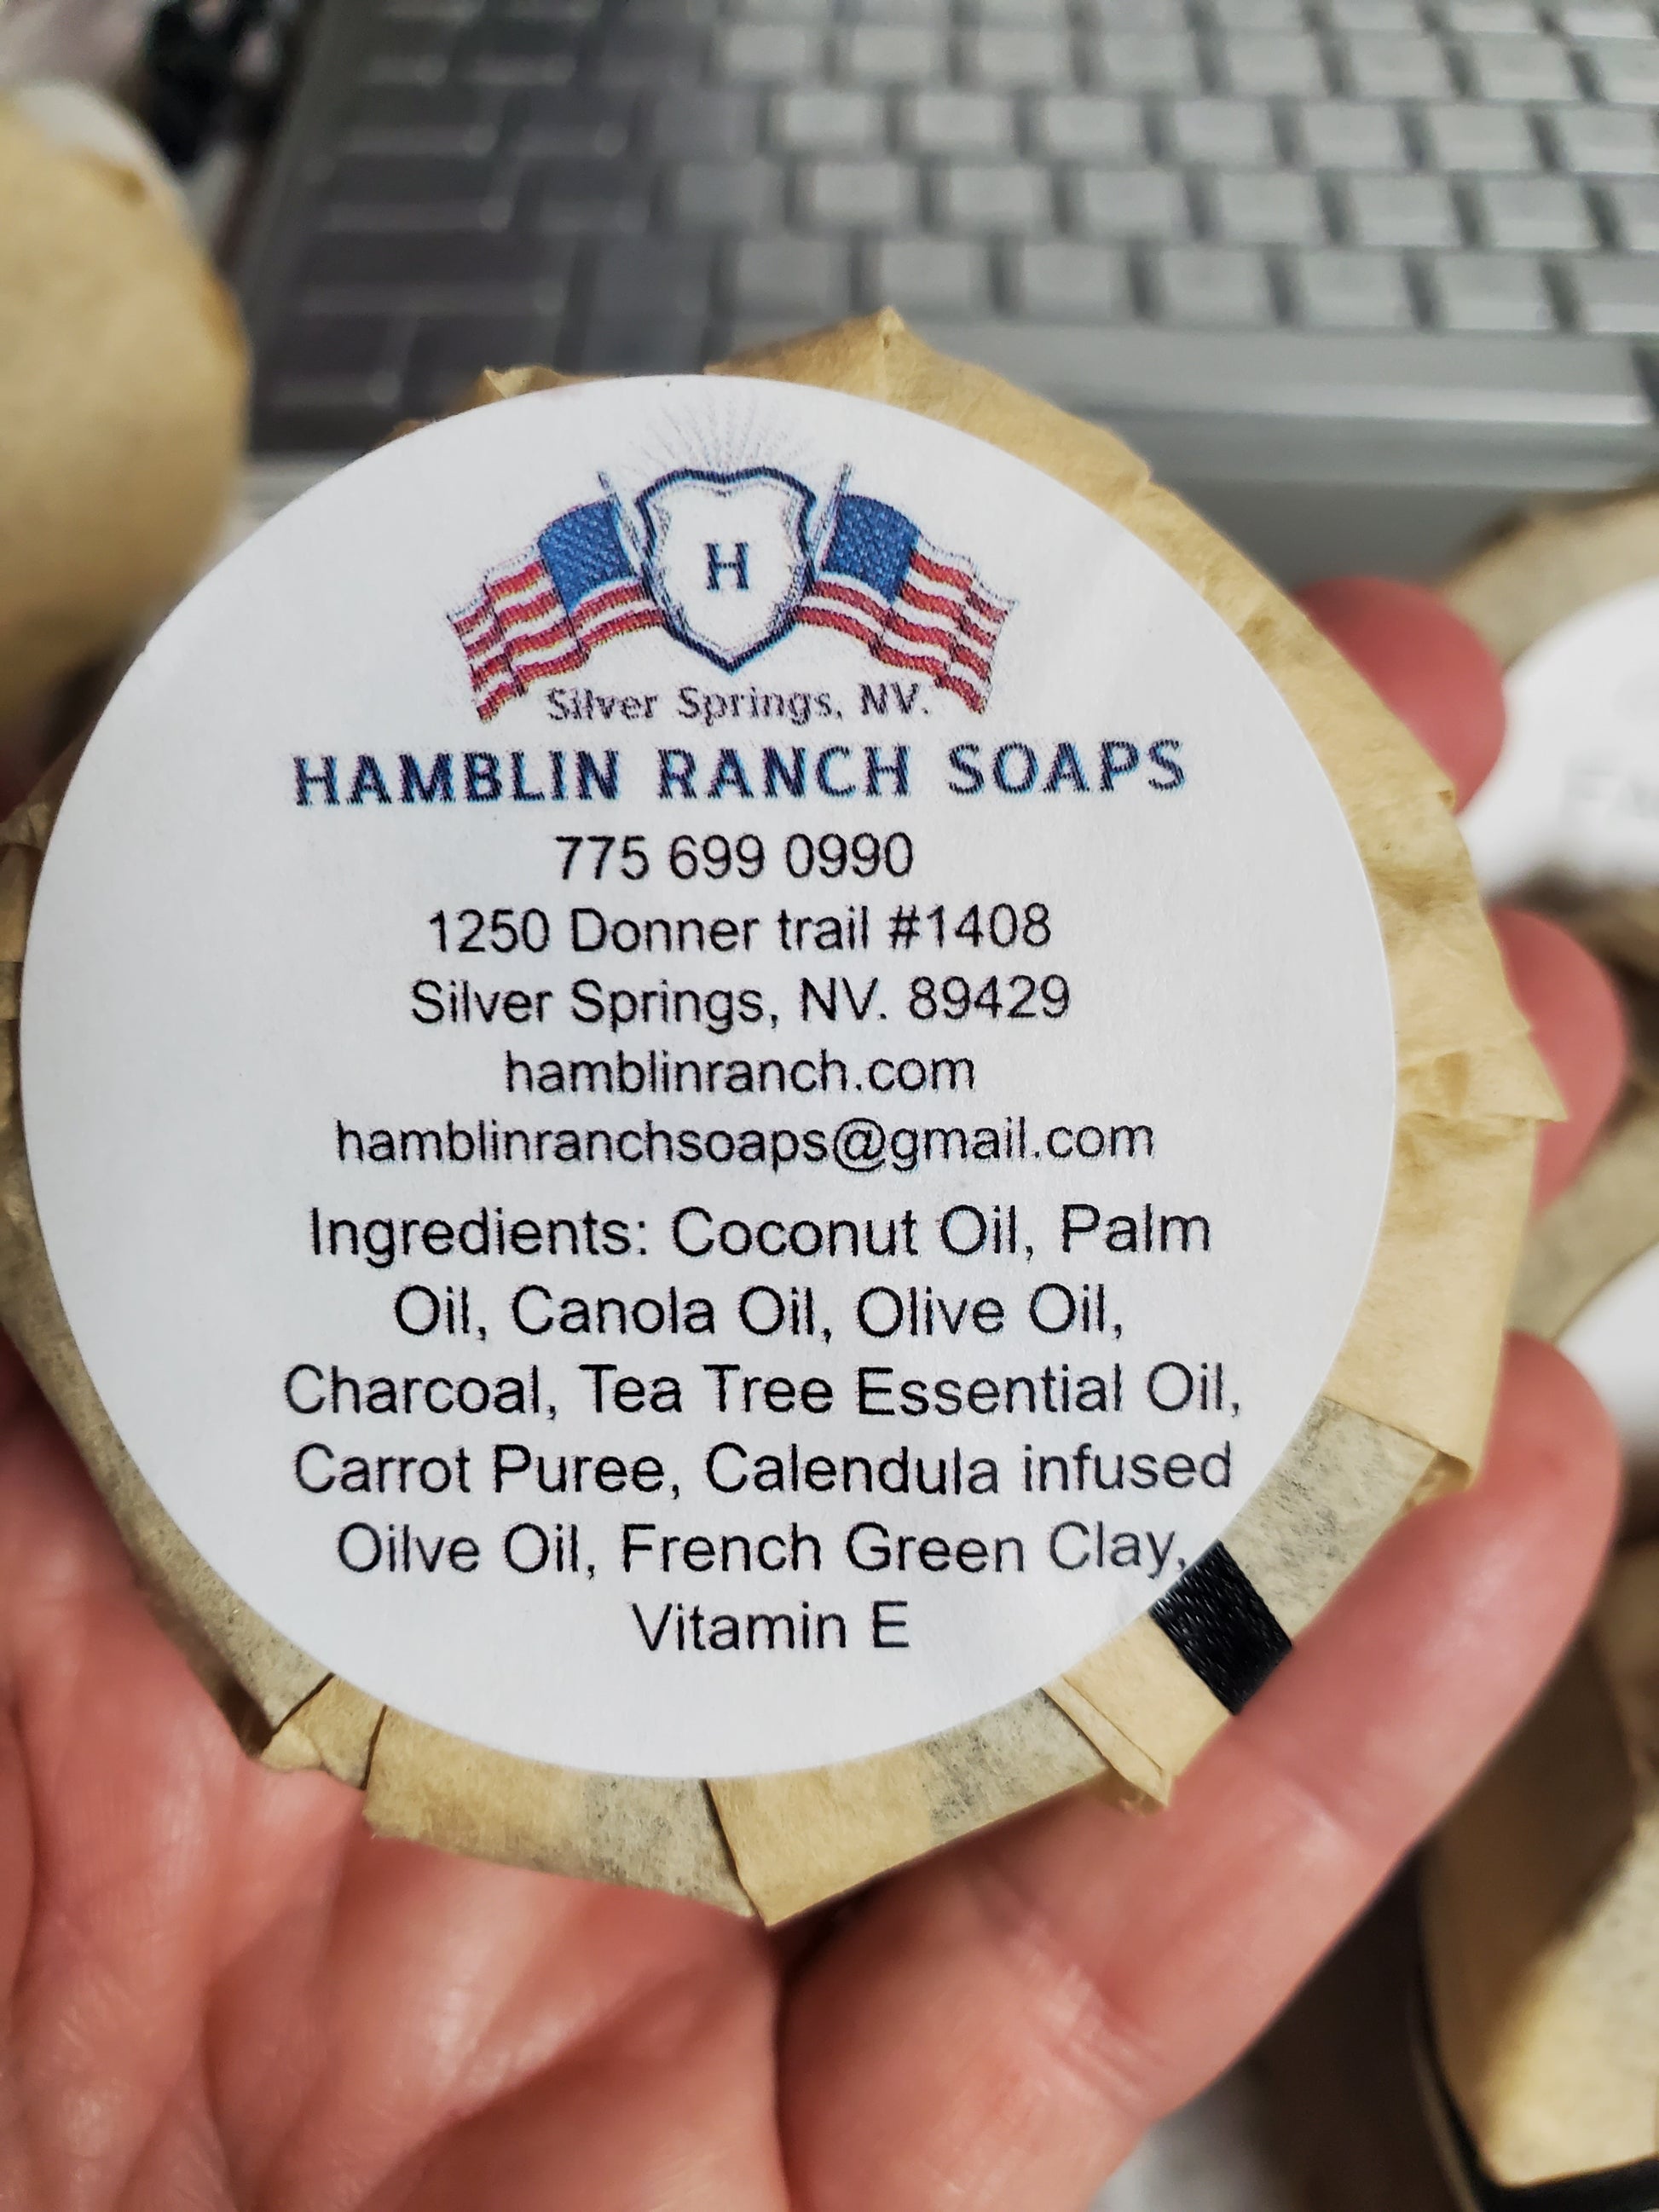 H
Silver Springs, NV.
HAMBLIN RANCH SOAPS
775 699 0990
1250 Donner trail #1408
Silver Springs, NV. 89429
hamblinranch.com
hamblinranchsoaps@gmail.com
Ingredients: Coconut Oil, Palm
Oil, Canola Oil, Olive Oil,
Charcoal, Tea Tree Essential Oil,
Carrot Puree, Calendula infused
Oilve Oil, French Green Clay,
Vitamin E